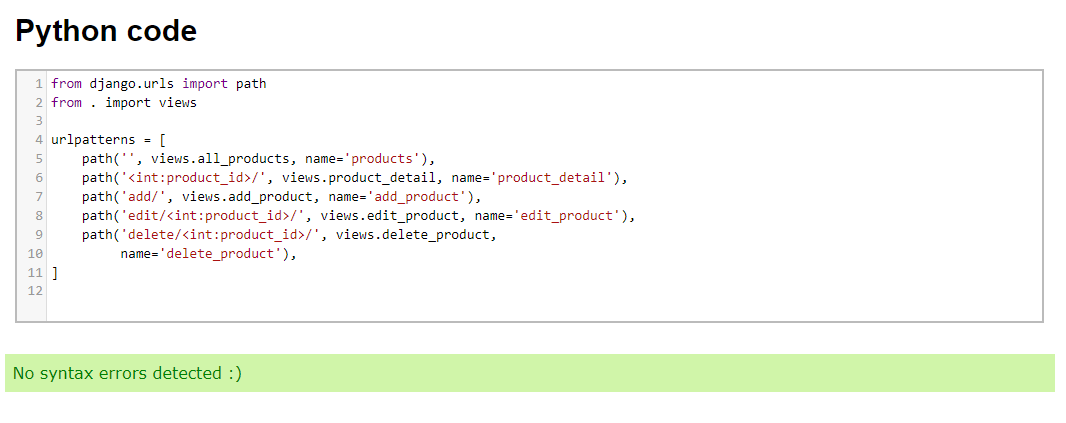 Python code
1 from django.urls import path
2 from . import views
3
4 urlpatterns = [
5     path('', views.all_products, name='products'),
6     path('<int:product_id>/', views.product_detail, name='product_detail'),
7     path('add/', views.add_product, name='add_product'),
8     path('edit/<int:product_id>/', views.edit_product, name='edit_product'),
9     path('delete/<int:product_id>/', views.delete_product,
10          name='delete_product'),
11 ]
12
No syntax errors detected :)